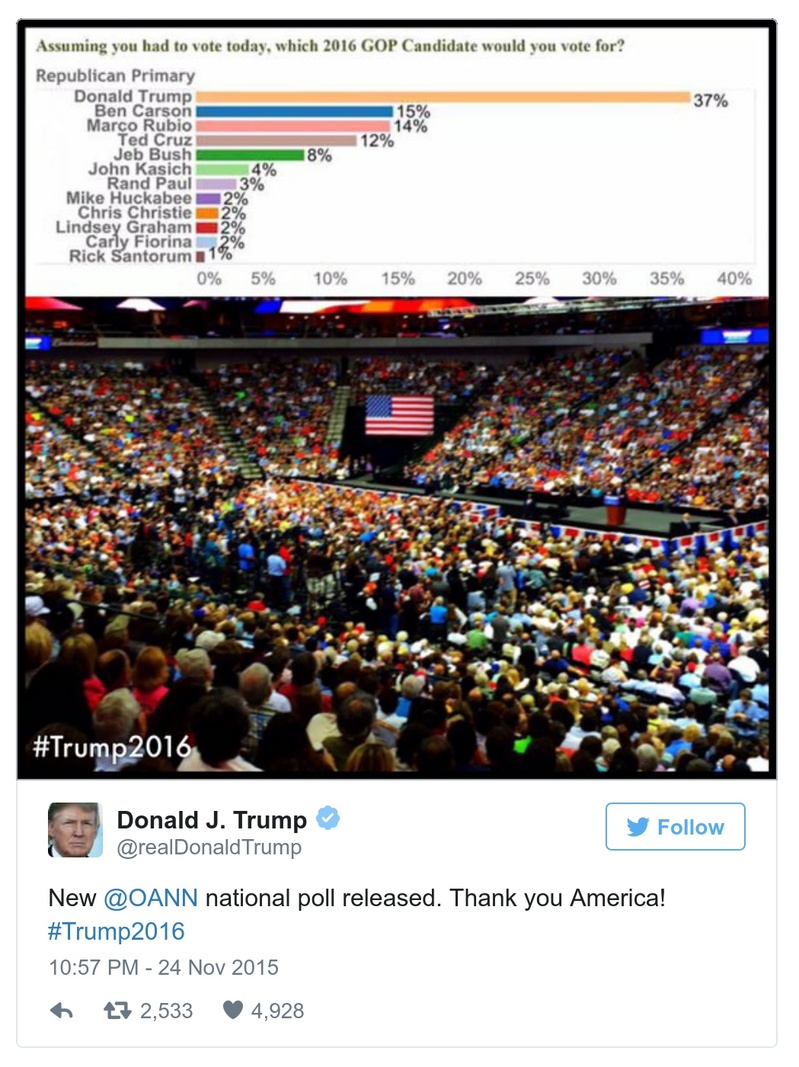 Assuming you had to vote today, which 2016 GOP Candidate would you vote for?
Republican Primary
Donald Trump 37%
Ben Carson 15%
Marco Rubio 14%
Ted Cruz 12%
Jeb Bush 8%
John Kasich 4%
Rand Paul 3%
Mike Huckabee 2%
Chris Christie 2%
Lindsey Graham 2%
Carly Fiorina 2%
Rick Santorum 1%
0% 5% 10% 15% 20% 25% 30% 35% 40%
#Trump2016
Donald J. Trump
@realDonaldTrump
Follow
New @OANN national poll released. Thank you America!
#Trump2016
10:57 PM - 24 Nov 2015
2,533 4,928